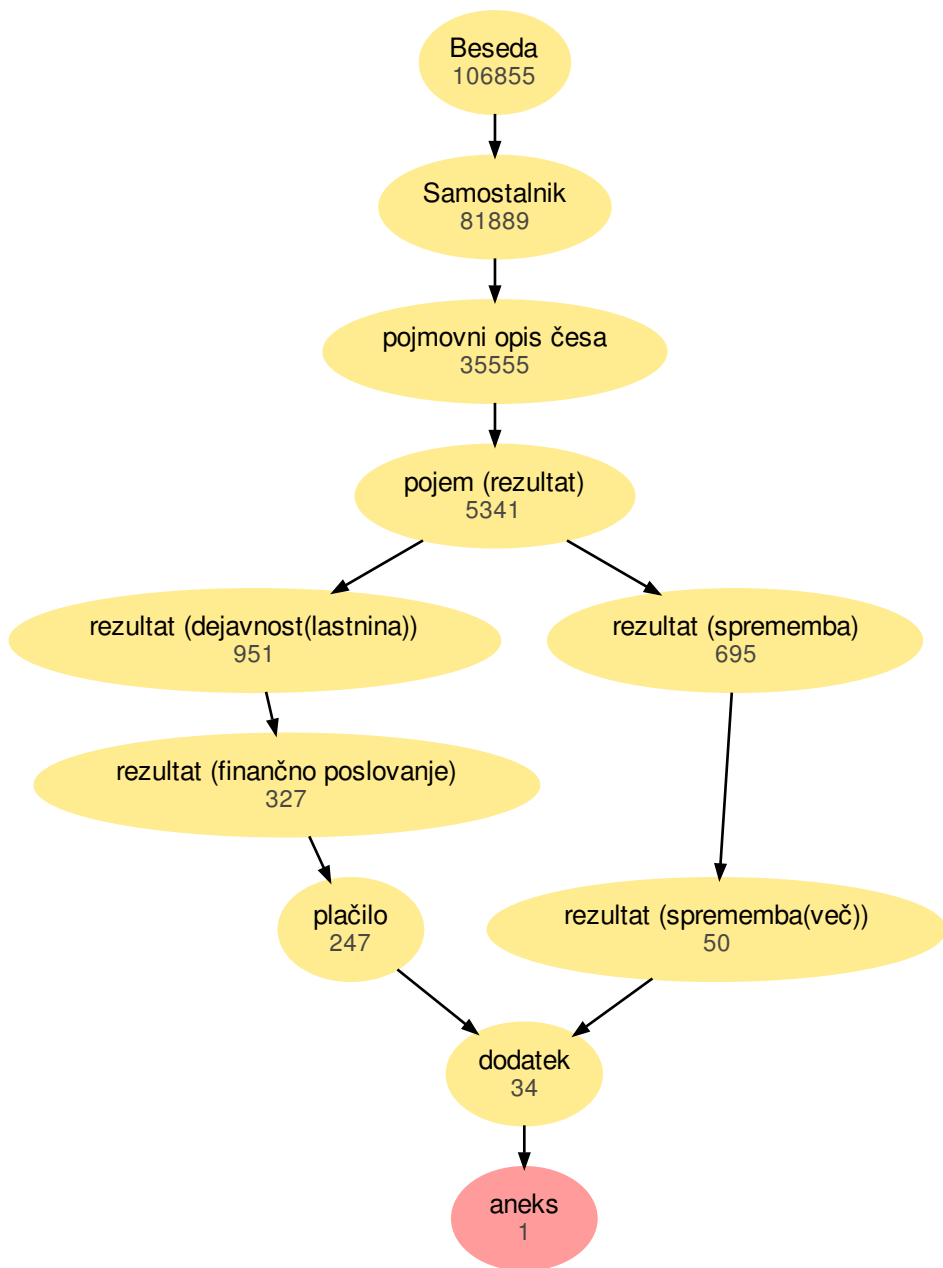 Beseda
106855
Samostalnik
81889
pojmovni opis česa
35555
pojem (rezultat)
5341
rezultat (dejavnost(lastnina))
951
rezultat (sprememba)
695
rezultat (finančno poslovanje)
327
plačilo
247
rezultat (sprememba(več))
50
dodatek
34
aneks
1